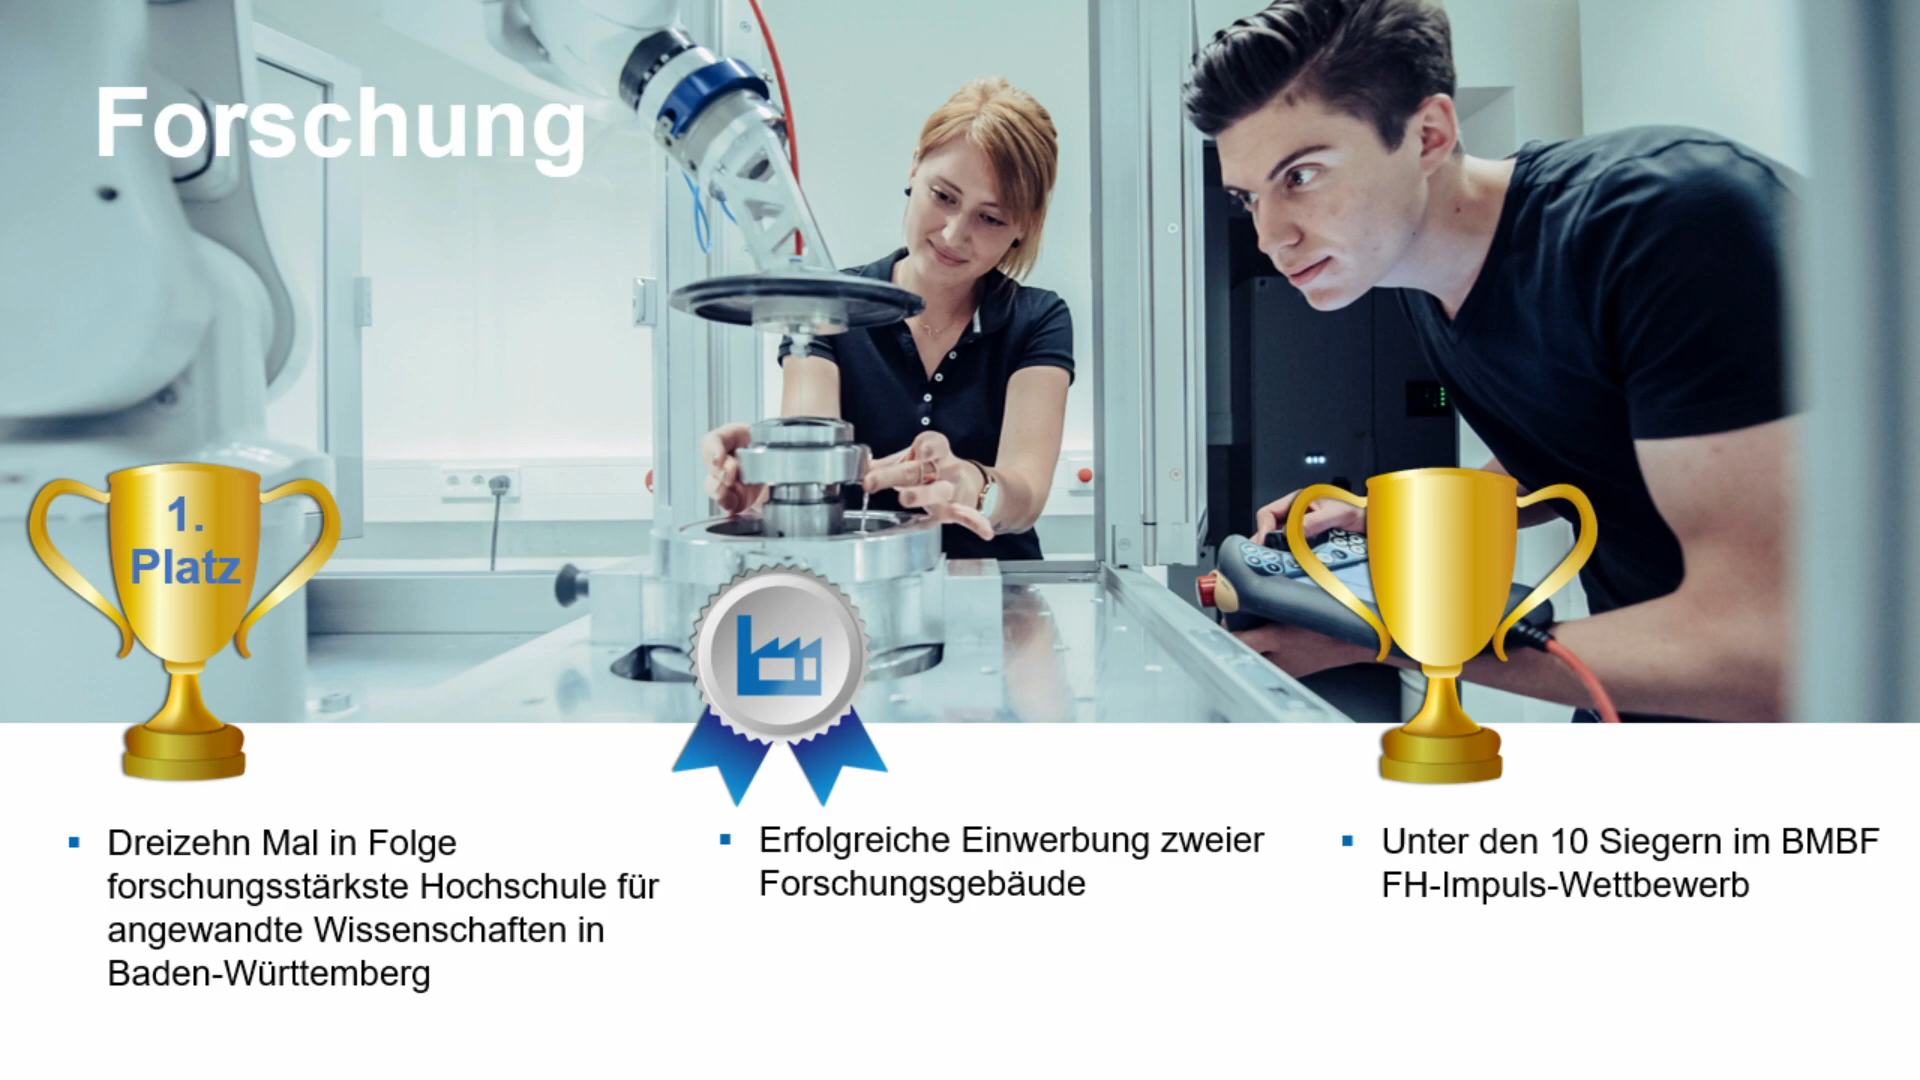 Forschung
1.
Platz
Dreizehn Mal in Folge
forschungsstärkste Hochschule für
angewandte Wissenschaften in
Baden-Württemberg
Erfolgreiche Einwerbung zweier
Forschungsgebäude
Unter den 10 Siegern im BMBF
FH-Impuls-Wettbewerb